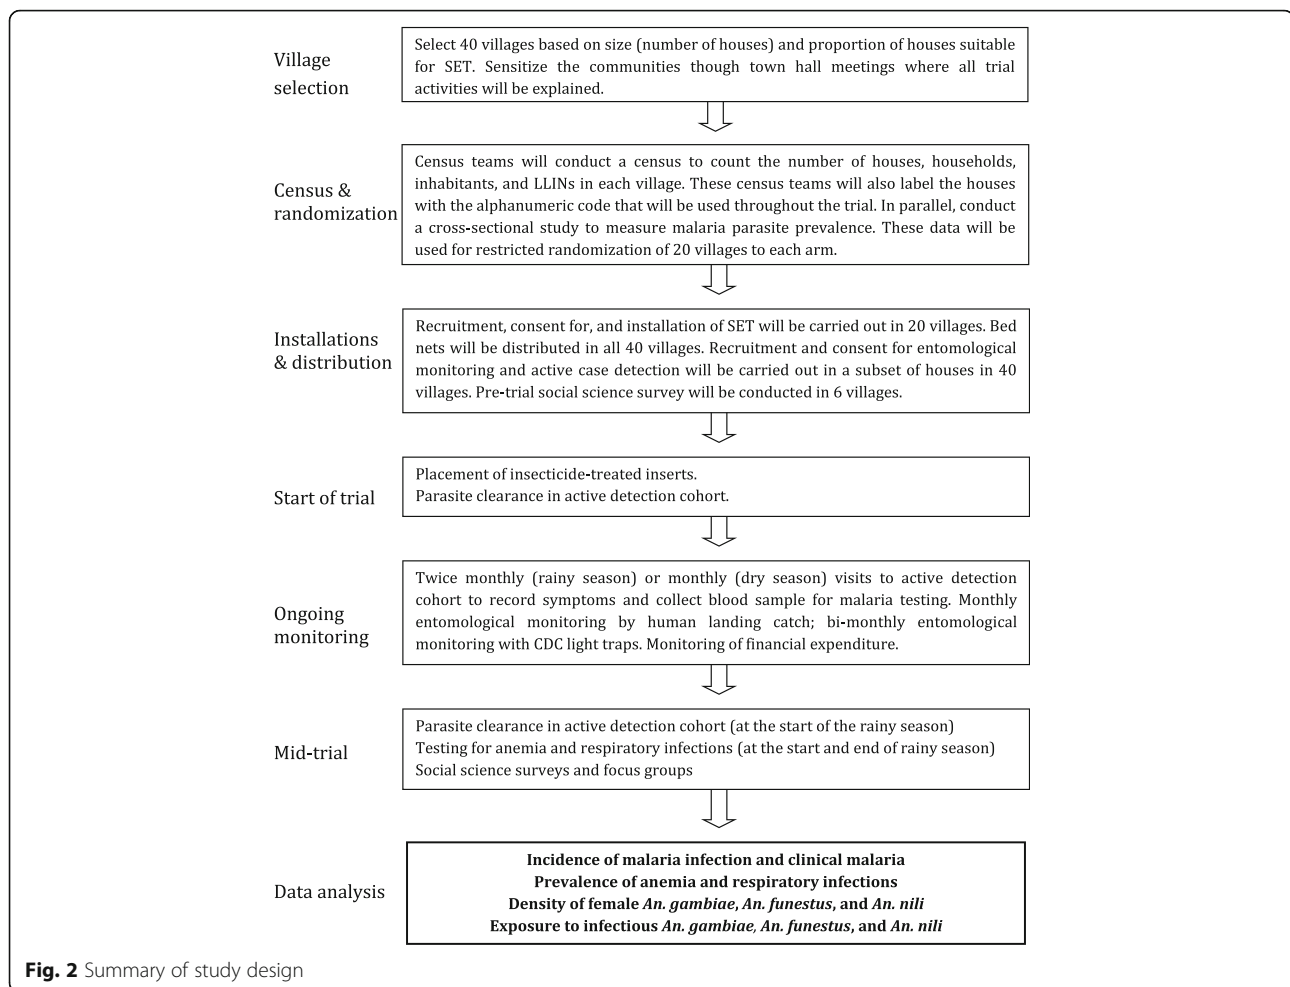 Village
selection
Select 40 villages based on size (number of houses) and proportion of houses suitable
for SET. Sensitize the communities though town hall meetings where all trial
activities will be explained.
Census &
randomization
Census teams will conduct a census to count the number of houses, households,
inhabitants, and LLINs in each village. These census teams will also label the houses
with the alphanumeric code that will be used throughout the trial. In parallel, conduct
a cross-sectional study to measure malaria parasite prevalence. These data will be
used for restricted randomization of 20 villages to each arm.
Installations
& distribution
Recruitment, consent for, and installation of SET will be carried out in 20 villages. Bed
nets will be distributed in all 40 villages. Recruitment and consent for entomological
monitoring and active case detection will be carried out in a subset of houses in 40
villages. Pre-trial social science survey will be conducted in 6 villages.
Start of trial
Placement of insecticide-treated inserts.
Parasite clearance in active detection cohort.
Ongoing
monitoring
Twice monthly (rainy season) or monthly (dry season) visits to active detection
cohort to record symptoms and collect blood sample for malaria testing. Monthly
entomological monitoring by human landing catch; bi-monthly entomological
monitoring with CDC light traps. Monitoring of financial expenditure.
Mid-trial
Parasite clearance in active detection cohort (at the start of the rainy season)
Testing for anemia and respiratory infections (at the start and end of rainy season)
Social science surveys and focus groups
Data analysis
Incidence of malaria infection and clinical malaria
Prevalence of anemia and respiratory infections
Density of female An. gambiae, An. funestus, and An. nili
Exposure to infectious An. gambiae, An. funestus, and An. nili
Fig. 2 Summary of study design